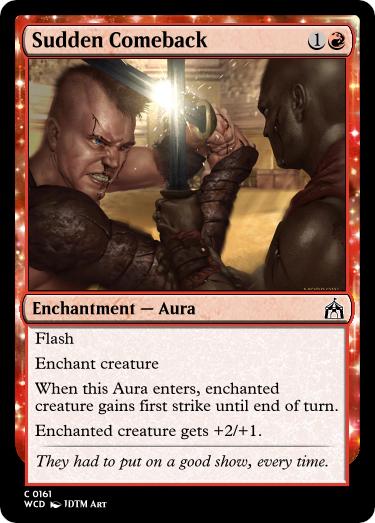 Sudden Comeback 1
Enchantment — Aura
Flash
Enchant creature
When this Aura enters, enchanted
creature gains first strike until end of turn.
Enchanted creature gets +2/+1.
They had to put on a good show, every time.
C 0161
WCD JDTM Art